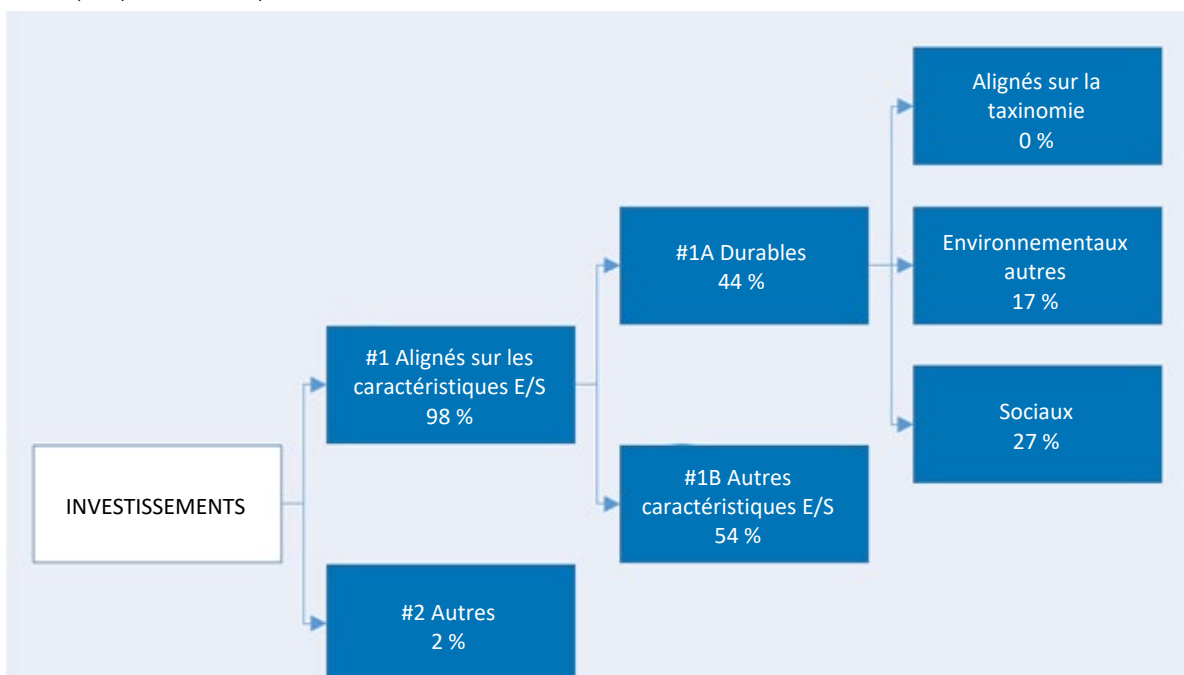 Alignés sur la
taxinomie
0 %
#1A Durables
44 %
Environnementaux
autres
17 %
#1 Alignés sur les
caractéristiques E/S
98 %
Sociaux
27 %
INVESTISSEMENTS
#1B Autres
caractéristiques E/S
54 %
#2 Autres
2 %